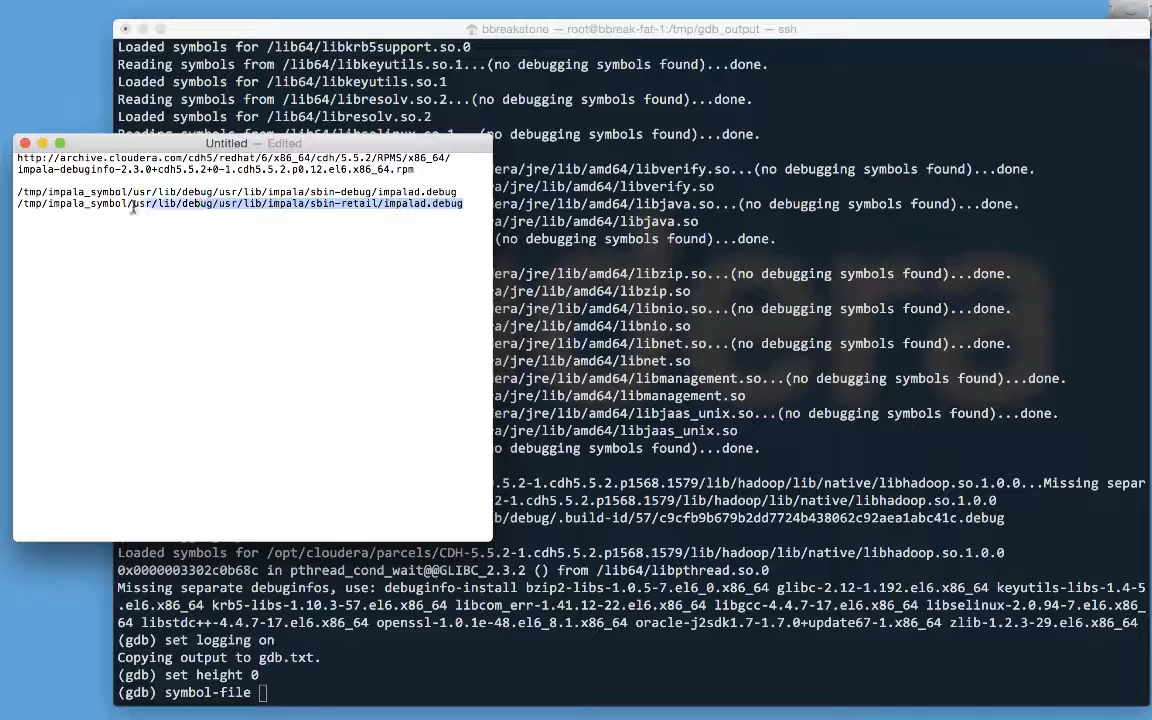 bbreakstone — root@bbreak-fat-1:/tmp/gdb_output — ssh
Loaded symbols for /lib64/libkrb5support.so.0
Reading symbols from /lib64/libkeyutils.so.1...(no debugging symbols found)...done.
Loaded symbols for /lib64/libkeyutils.so.1
Reading symbols from /lib64/libresolv.so.2...(no debugging symbols found)...done.
Loaded symbols for /lib64/libresolv.so.2
(no debugging symbols found)...done.
Untitled — Edited
http://archive.cloudera.com/cdh5/redhat/6/x86_64/cdh/5.5.2/RPMS/x86_64/
impala-debuginfo-2.3.0+cdh5.5.2+0-1.cdh5.5.2.p0.12.el6.x86_64.rpm
/tmp/impala_symbol/usr/lib/debug/usr/lib/impala/sbin-debug/impalad.debug
/tmp/impala_symbol/usr/lib/debug/usr/lib/impala/sbin-retail/impalad.debug
era/jre/lib/amd64/libverify.so...(no debugging symbols found)...done.
a/jre/lib/amd64/libverify.so
era/jre/lib/amd64/libjava.so...(no debugging symbols found)...done.
a/jre/lib/amd64/libjava.so
(no debugging symbols found)...done.
era/jre/lib/amd64/libzip.so...(no debugging symbols found)...done.
a/jre/lib/amd64/libzip.so
era/jre/lib/amd64/libnio.so...(no debugging symbols found)...done.
a/jre/lib/amd64/libnio.so
era/jre/lib/amd64/libnet.so...(no debugging symbols found)...done.
a/jre/lib/amd64/libnet.so
era/jre/lib/amd64/libmanagement.so...(no debugging symbols found)...done.
a/jre/lib/amd64/libmanagement.so
era/jre/lib/amd64/libjaas_unix.so...(no debugging symbols found)...done.
a/jre/lib/amd64/libjaas_unix.so
o debugging symbols found)...done.
.5.2-1.cdh5.5.2.p1568.1579/lib/hadoop/lib/native/libhadoop.so.1.0.0...Missing separ
2-1.cdh5.5.2.p1568.1579/lib/hadoop/lib/native/libhadoop.so.1.0.0
b/debug/.build-id/57/c9cfb9b679b2dd7724b438062c92aea1abc41c.debug
Loaded symbols for /opt/cloudera/parcels/CDH-5.5.2-1.cdh5.5.2.p1568.1579/lib/hadoop/lib/native/libhadoop.so.1.0.0
0x0000003302c0b68c in pthread_cond_wait@@GLIBC_2.3.2 () from /lib64/libpthread.so.0
Missing separate debuginfos, use: debuginfo-install bzip2-libs-1.0.5-7.el6_0.x86_64 glibc-2.12-1.192.el6.x86_64 keyutils-libs-1.4-5
.el6.x86_64 krb5-libs-1.10.3-57.el6.x86_64 libcom_err-1.41.12-22.el6.x86_64 libgcc-4.4.7-17.el6.x86_64 libselinux-2.0.94-7.el6.x86_
64 libstdc++-4.4.7-17.el6.x86_64 openssl-1.0.1e-48.el6_8.1.x86_64 oracle-j2sdk1.7-1.7.0+update67-1.x86_64 zlib-1.2.3-29.el6.x86_64
(gdb) set logging on
Copying output to gdb.txt.
(gdb) set height 0
(gdb) symbol-file